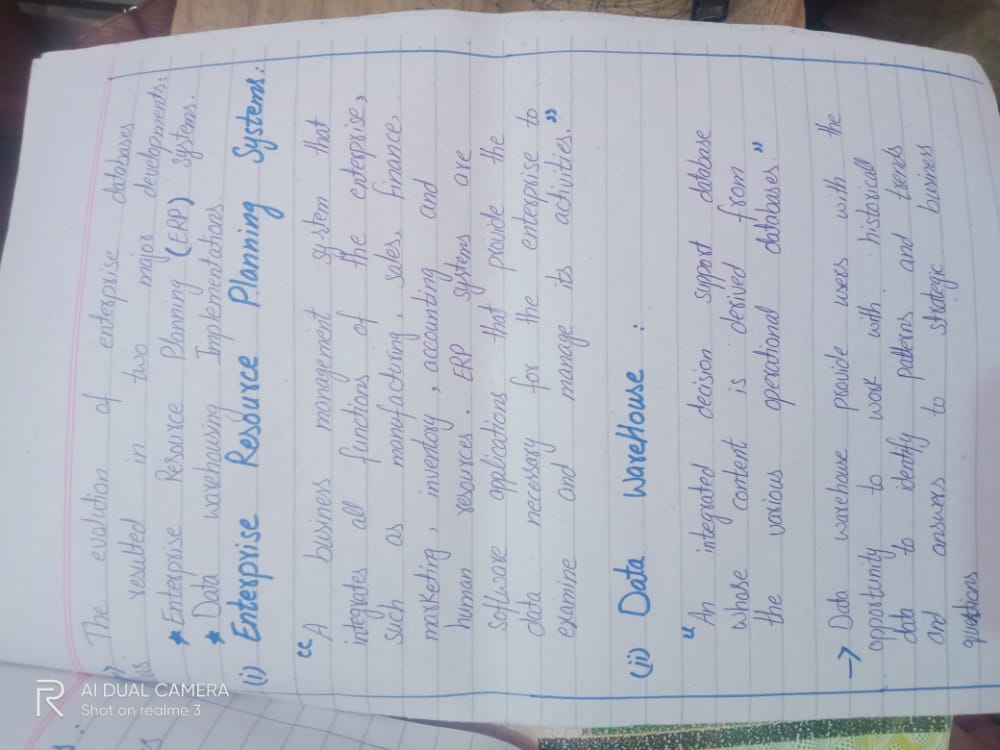 The evolution of enterprise databases
has resulted in two major developments:
* Enterprise Resource Planning (ERP) Systems.
* Data warehousing Implementations.
(i) Enterprise Resource Planning Systems:
“A business management system that
integrates all functions of the enterprise,
such as manufacturing, sales, finance,
marketing, inventory, accounting and
human resources. ERP systems are
software applications that provide the
data necessary for the enterprise to
examine and manage its activities.”
(ii) Data WareHouse :
“An integrated decision support database
whose content is derived from
the various operational databases.”
→ Data warehouse provide users with the
opportunity to work with historical
data to identify patterns and trends
and answers to strategic business
questions
AI DUAL CAMERA
Shot on realme 3